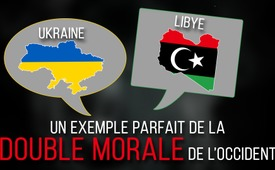 UKRAINE
LIBYE
UN EXEMPLE PARFAIT DE LA
DOUBLE MORALE DE L'OCCIDENT